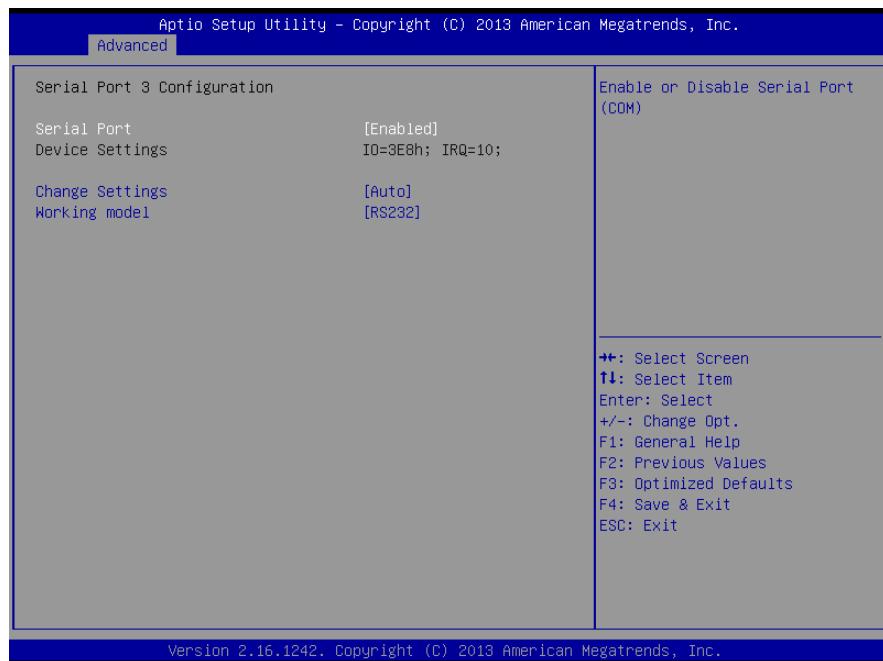 Aptio Setup Utility – Copyright (C) 2013 American Megatrends, Inc.
Advanced
Serial Port 3 Configuration
Serial Port [Enabled]
Device Settings IO=3E8h; IRQ=10;
Change Settings [Auto]
Working model [RS232]
Enable or Disable Serial Port
(COM)
→←: Select Screen
↑↓: Select Item
Enter: Select
+/-: Change Opt.
F1: General Help
F2: Previous Values
F3: Optimized Defaults
F4: Save & Exit
ESC: Exit
Version 2.16.1242. Copyright (C) 2013 American Megatrends, Inc.